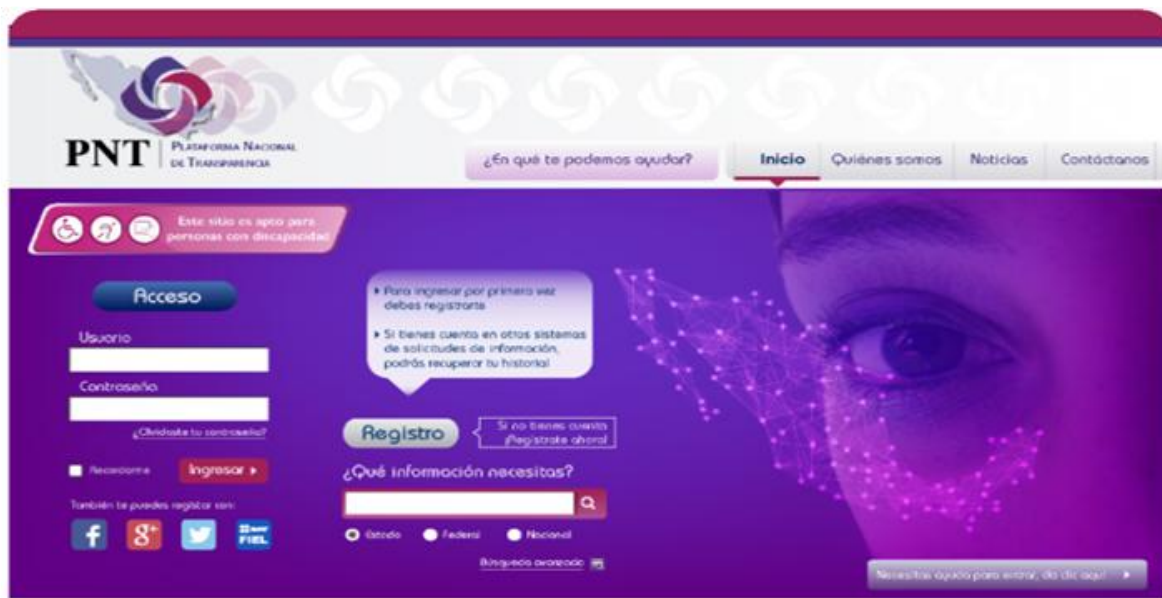 PNT
PLATAFORMA NACIONAL
DE TRANSPARENCIA
¿En qué te podemos ayudar?
Inicio
Quiénes somos
Noticias
Contáctanos
Este sitio es apto para
personas con discapacidad
Acceso
Usuario
Contraseña
¿Olvidaste tu contraseña?
Recordarme
Ingresar
También te puedes registrar con:
f
g+
FIEL
Para ingresar por primera vez
debes registrarte
Si tienes cuenta en otros sistemas
de solicitudes de información,
podrás recuperar tu historial
Registro
Si no tienes cuenta
¡Regístrate ahora!
¿Qué información necesitas?
Estado
Federal
Nacional
Búsqueda avanzada
Necesitas ayuda para entrar, da clic aquí